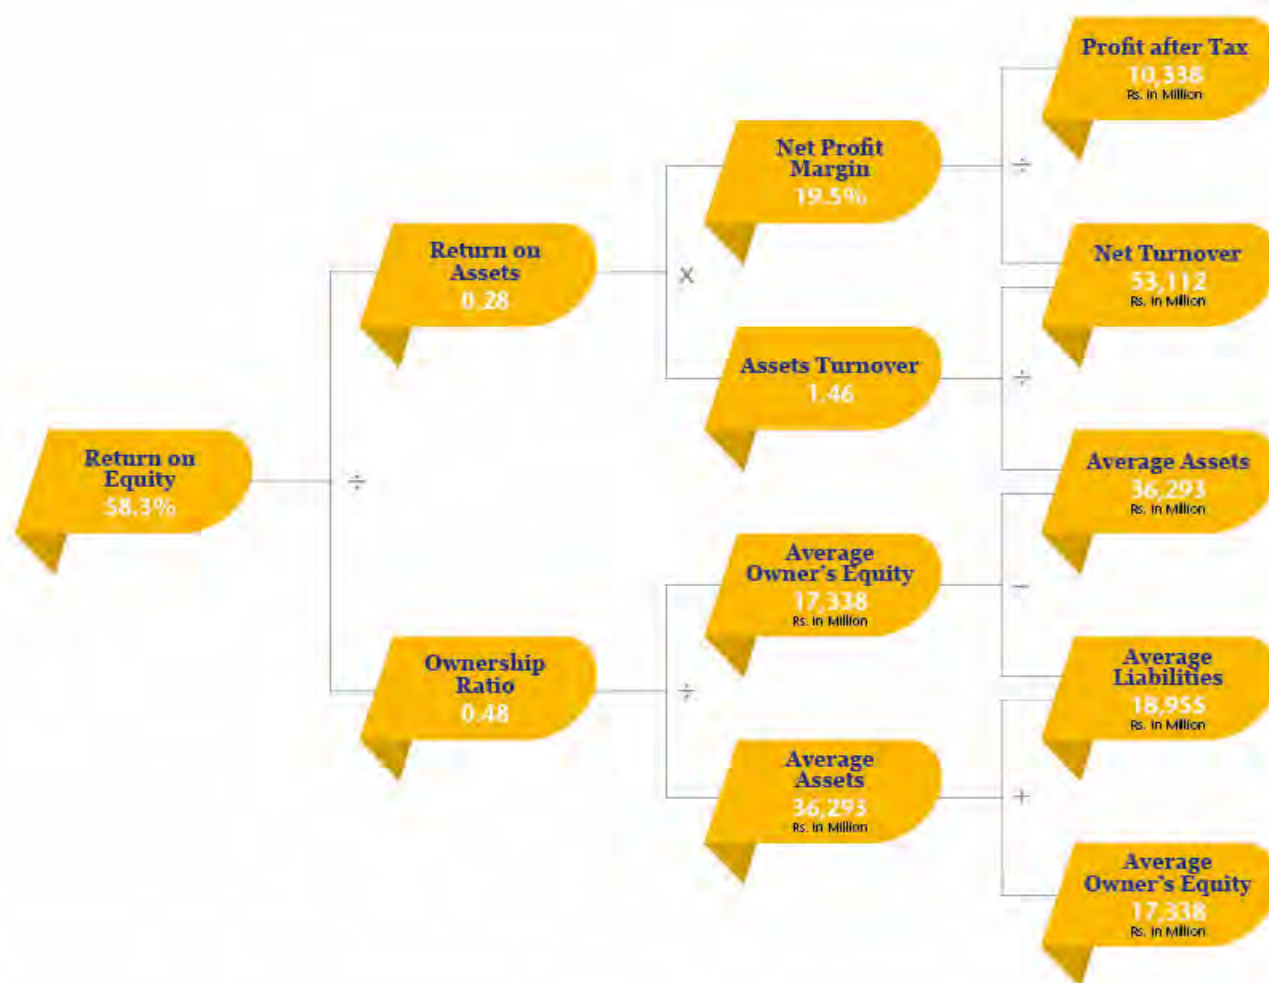 Profit after Tax
10,338
Rs. in Million
Net Profit
Margin
19.5%
÷
Return on
Assets
0.28
Net Turnover
53,112
Rs. in Million
x
Assets Turnover
1.46
÷
Return on
Equity
58.3%
÷
Average Assets
36,293
Rs. in Million
Average
Owner's Equity
17,338
Rs. in Million
–
Ownership
Ratio
0.48
÷
Average
Liabilities
18,955
Rs. in Million
Average
Assets
36,293
Rs. in Million
+
Average
Owner's Equity
17,338
Rs. in Million